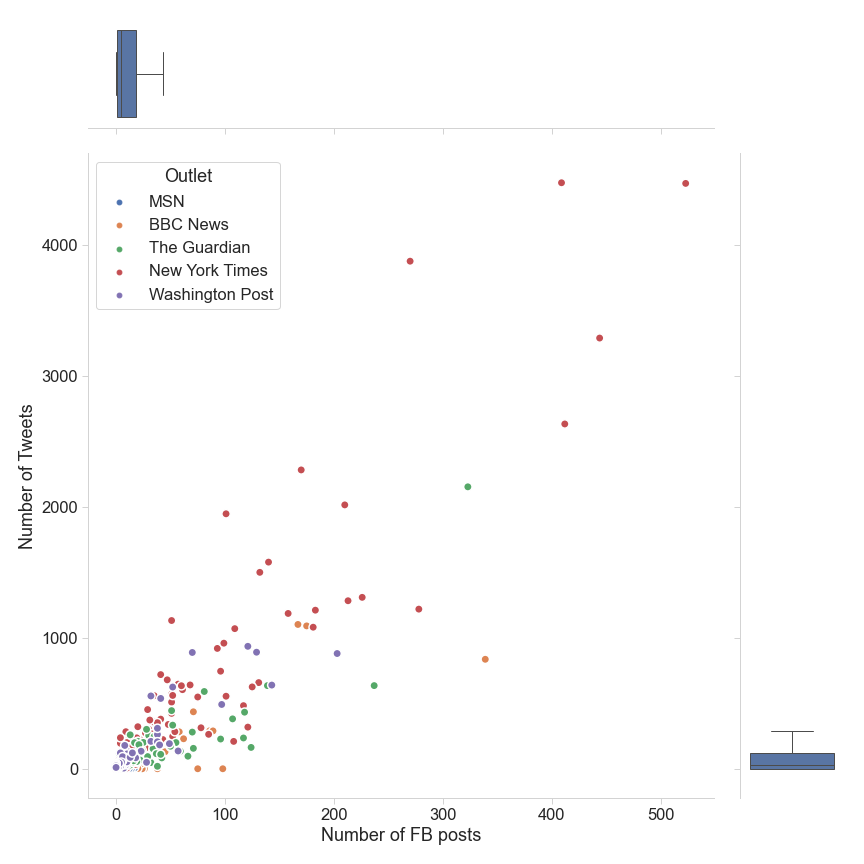 Outlet
MSN
BBC News
The Guardian
New York Times
Washington Post
Number of Tweets
4000
3000
2000
1000
0
0 100 200 300 400 500
Number of FB posts